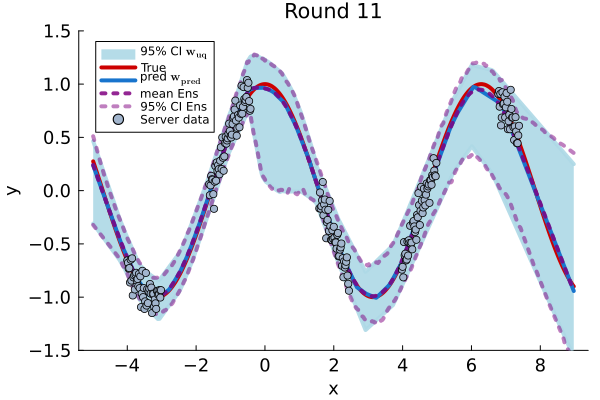 Round 11
1.5
1.0
0.5
0.0
−0.5
−1.0
−1.5
y
95% CI w_uq
True
pred w_pred
mean Ens
95% CI Ens
Server data
−4 −2 0 2 4 6 8
x